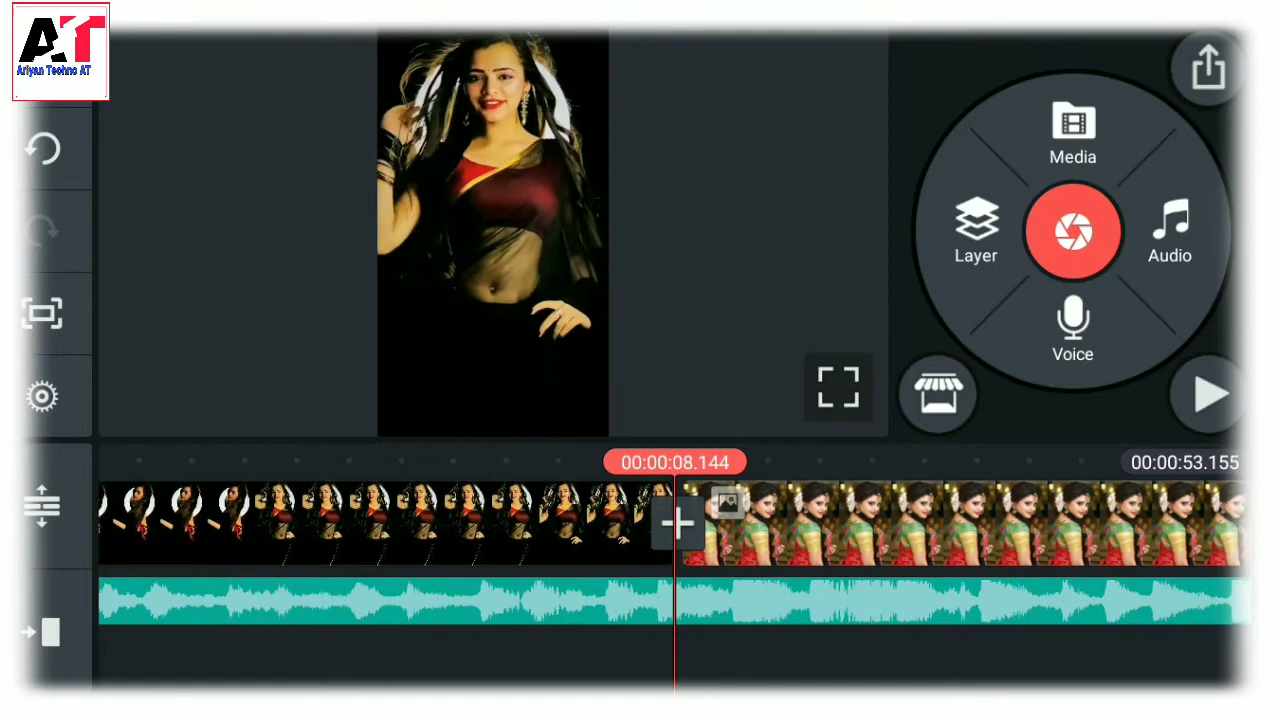 AT
Ariyan Techno AT
Media
Layer
Audio
Voice
00:00:08.144
00:00:53.155